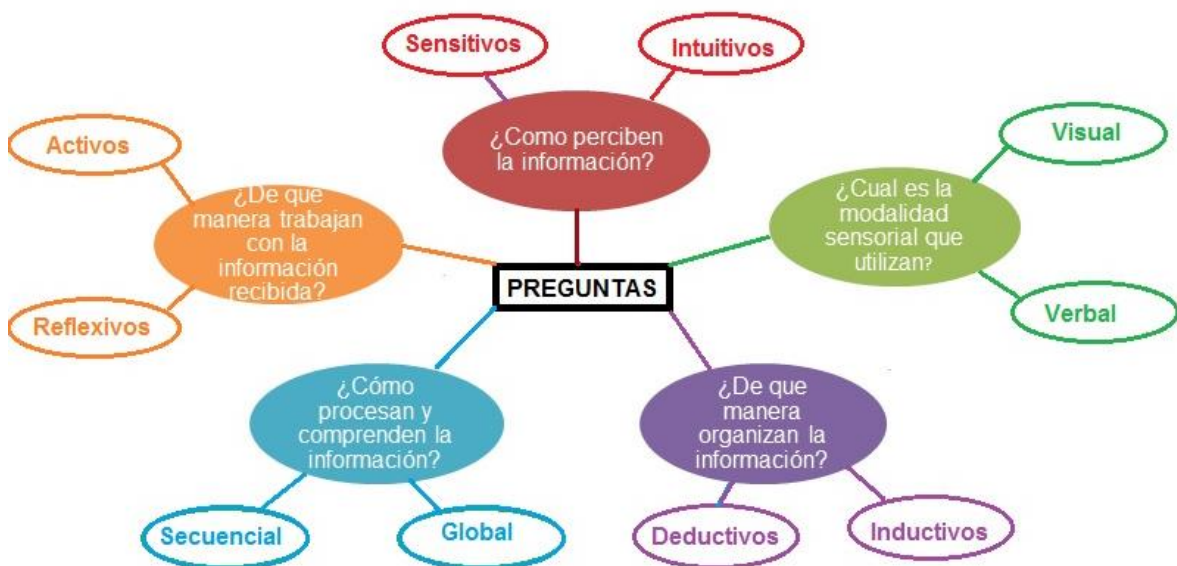 Sensitivos
Intuitivos
¿Como perciben
la información?
Activos
¿De que
manera trabajan
con la
información
recibida?
Reflexivos
Visual
¿Cual es la
modalidad
sensorial que
utilizan?
Verbal
PREGUNTAS
¿Cómo
procesan y
comprenden la
información?
Secuencial
Global
¿De que
manera
organizan la
información?
Deductivos
Inductivos